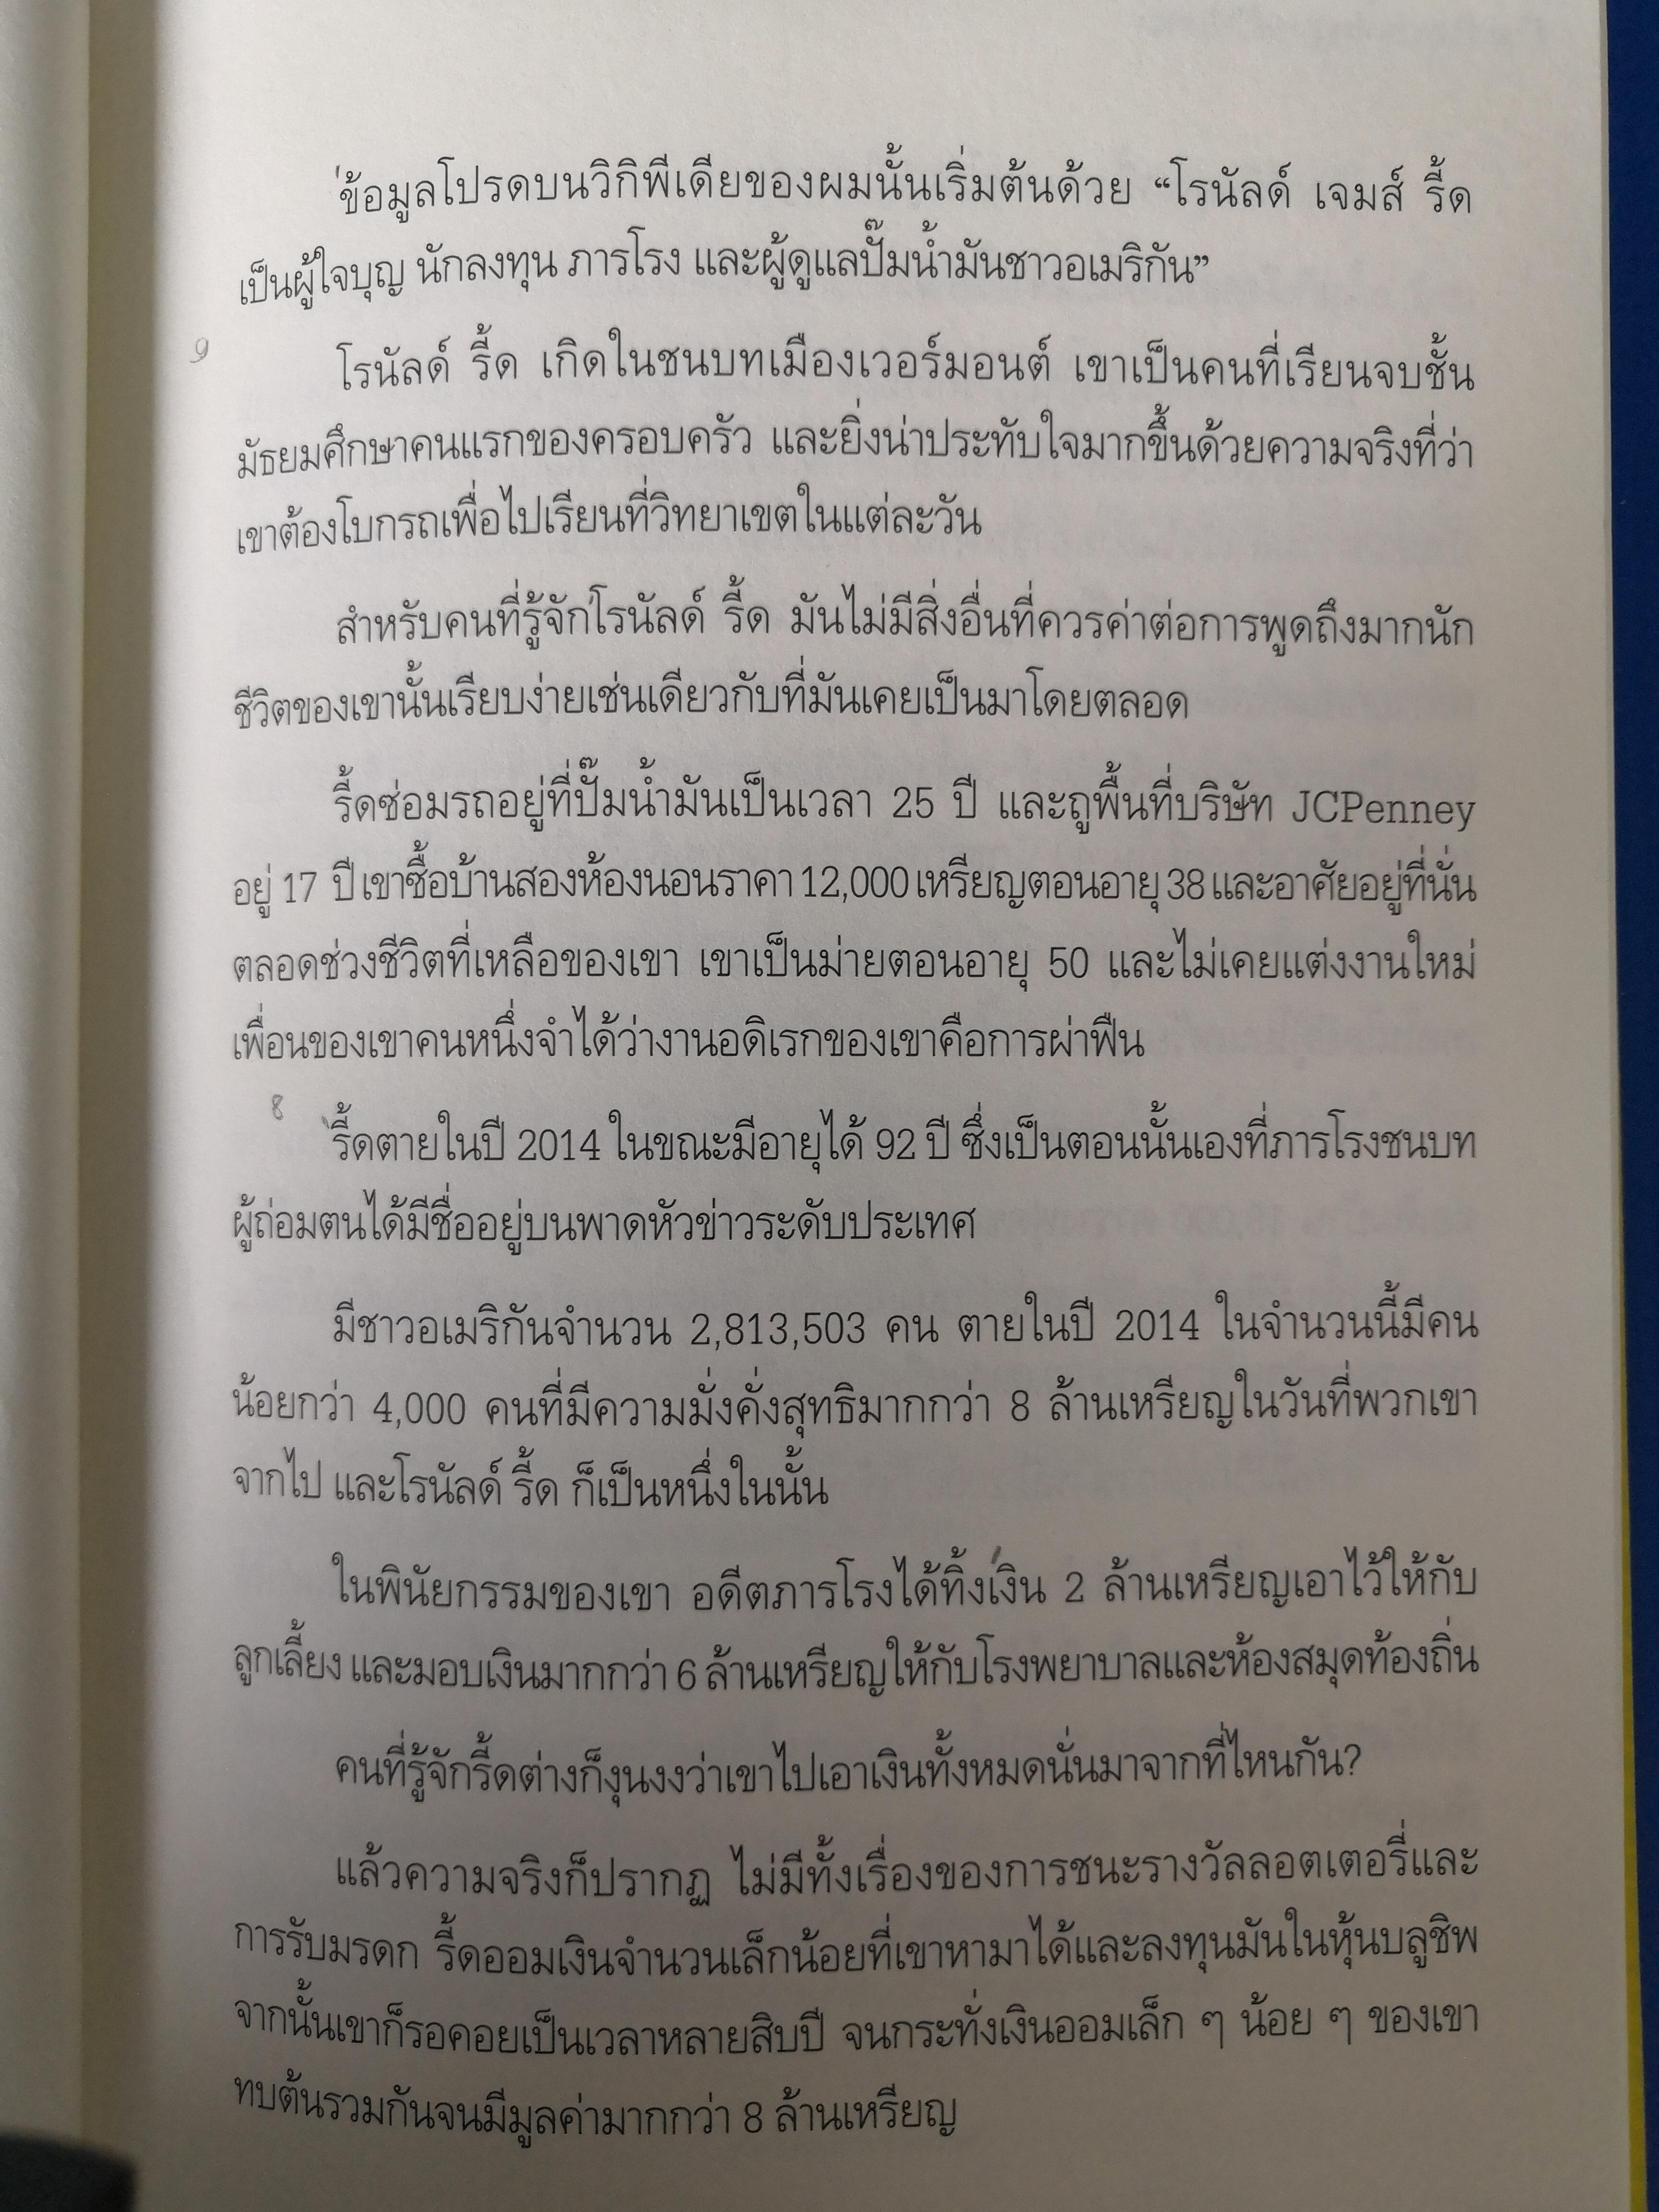 ข้อมูลโปรดบนวิกิพีเดียของผมนั้นเริ่มต้นด้วย “โรนัลด์ เจมส์ รี้ด
เป็นผู้ใจบุญ นักลงทุน ภารโรง และผู้ดูแลปั๊มน้ำมันชาวอเมริกัน”
9
โรนัลด์ รี้ด เกิดในชนบทเมืองเวอร์มอนต์ เขาเป็นคนที่เรียนจบชั้น
มัธยมศึกษาคนแรกของครอบครัว และยิ่งน่าประทับใจมากขึ้นด้วยความจริงที่ว่า
เขาต้องโบกรถเพื่อไปเรียนที่วิทยาเขตในแต่ละวัน
สำหรับคนที่รู้จักโรนัลด์ รี้ด มันไม่มีสิ่งอื่นที่ควรค่าต่อการพูดถึงมากนัก
ชีวิตของเขานั้นเรียบง่ายเช่นเดียวกับที่มันเคยเป็นมาโดยตลอด
รี้ดซ่อมรถอยู่ที่ปั๊มน้ำมันเป็นเวลา 25 ปี และถูพื้นที่บริษัท JCPenney
อยู่ 17 ปี เขาซื้อบ้านสองห้องนอนราคา 12,000 เหรียญตอนอายุ 38 และอาศัยอยู่ที่นั่น
ตลอดช่วงชีวิตที่เหลือของเขา เขาเป็นม่ายตอนอายุ 50 และไม่เคยแต่งงานใหม่
เพื่อนของเขาคนหนึ่งจำได้ว่างานอดิเรกของเขาคือการผ่าฟืน
8
รี้ดตายในปี 2014 ในขณะมีอายุได้ 92 ปี ซึ่งเป็นตอนนั้นเองที่ภารโรงชนบท
ผู้ถ่อมตนได้มีชื่ออยู่บนพาดหัวข่าวระดับประเทศ
มีชาวอเมริกันจำนวน 2,813,503 คน ตายในปี 2014 ในจำนวนนี้มีคน
น้อยกว่า 4,000 คนที่มีความมั่งคั่งสุทธิมากกว่า 8 ล้านเหรียญในวันที่พวกเขา
จากไป และโรนัลด์ รี้ด ก็เป็นหนึ่งในนั้น
ในพินัยกรรมของเขา อดีตภารโรงได้ทิ้งเงิน 2 ล้านเหรียญเอาไว้ให้กับ
ลูกเลี้ยง และมอบเงินมากกว่า 6 ล้านเหรียญให้กับโรงพยาบาลและห้องสมุดท้องถิ่น
คนที่รู้จักรี้ดต่างก็งุนงงว่าเขาไปเอาเงินทั้งหมดนั่นมาจากที่ไหนกัน?
แล้วความจริงก็ปรากฏ ไม่มีทั้งเรื่องของการชนะรางวัลลอตเตอรี่และ
การรับมรดก รี้ดออมเงินจำนวนเล็กน้อยที่เขาหามาได้และลงทุนมันในหุ้นบลูชิพ
จากนั้นเขาก็รอคอยเป็นเวลาหลายสิบปี จนกระทั่งเงินออมเล็ก ๆ น้อย ๆ ของเขา
ทบต้นรวมกันจนมีมูลค่ามากกว่า 8 ล้านเหรียญ